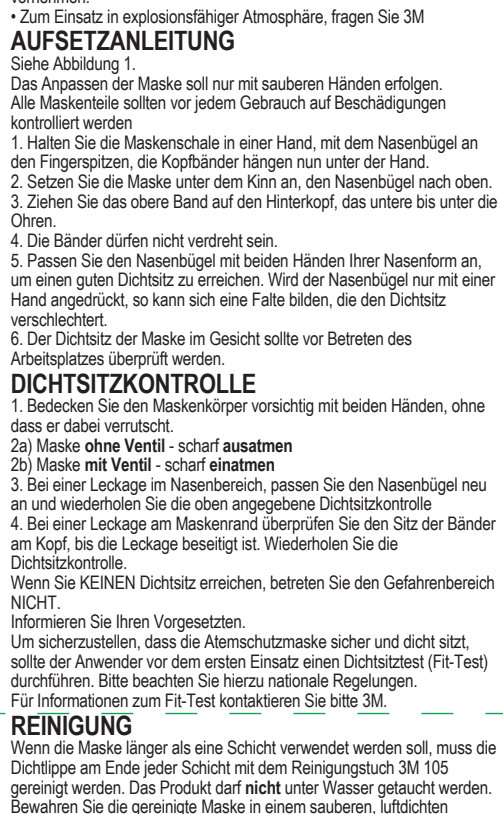 vornehmen.
• Zum Einsatz in explosionsfähiger Atmosphäre, fragen Sie 3M
AUFSETZANLEITUNG
Siehe Abbildung 1.
Das Anpassen der Maske soll nur mit sauberen Händen erfolgen.
Alle Maskenteile sollten vor jedem Gebrauch auf Beschädigungen
kontrolliert werden
1. Halten Sie die Maskenschale in einer Hand, mit dem Nasenbügel an
den Fingerspitzen, die Kopfbänder hängen nun unter der Hand.
2. Setzen Sie die Maske unter dem Kinn an, den Nasenbügel nach oben.
3. Ziehen Sie das obere Band auf den Hinterkopf, das untere bis unter die
Ohren.
4. Die Bänder dürfen nicht verdreht sein.
5. Passen Sie den Nasenbügel mit beiden Händen Ihrer Nasenform an,
um einen guten Dichtsitz zu erreichen. Wird der Nasenbügel nur mit einer
Hand angedrückt, so kann sich eine Falte bilden, die den Dichtsitz
verschlechtert.
6. Der Dichtsitz der Maske im Gesicht sollte vor Betreten des
Arbeitsplatzes überprüft werden.
DICHTSITZKONTROLLE
1. Bedecken Sie den Maskenkörper vorsichtig mit beiden Händen, ohne
dass er dabei verrutscht.
2a) Maske ohne Ventil - scharf ausatmen
2b) Maske mit Ventil - scharf einatmen
3. Bei einer Leckage im Nasenbereich, passen Sie den Nasenbügel neu
an und wiederholen Sie die oben angegebene Dichtsitzkontrolle
4. Bei einer Leckage am Maskenrand überprüfen Sie den Sitz der Bänder
am Kopf, bis die Leckage beseitigt ist. Wiederholen Sie die
Dichtsitzkontrolle.
Wenn Sie KEINEN Dichtsitz erreichen, betreten Sie den Gefahrenbereich
NICHT.
Informieren Sie Ihren Vorgesetzten.
Um sicherzustellen, dass die Atemschutzmaske sicher und dicht sitzt,
sollte der Anwender vor dem ersten Einsatz einen Dichtsitztest (Fit-Test)
durchführen. Bitte beachten Sie hierzu nationale Regelungen.
Für Informationen zum Fit-Test kontaktieren Sie bitte 3M.
REINIGUNG
Wenn die Maske länger als eine Schicht verwendet werden soll, muss die
Dichtlippe am Ende jeder Schicht mit dem Reinigungstuch 3M 105
gereinigt werden. Das Produkt darf nicht unter Wasser getaucht werden.
Bewahren Sie die gereinigte Maske in einem sauberen, luftdichten